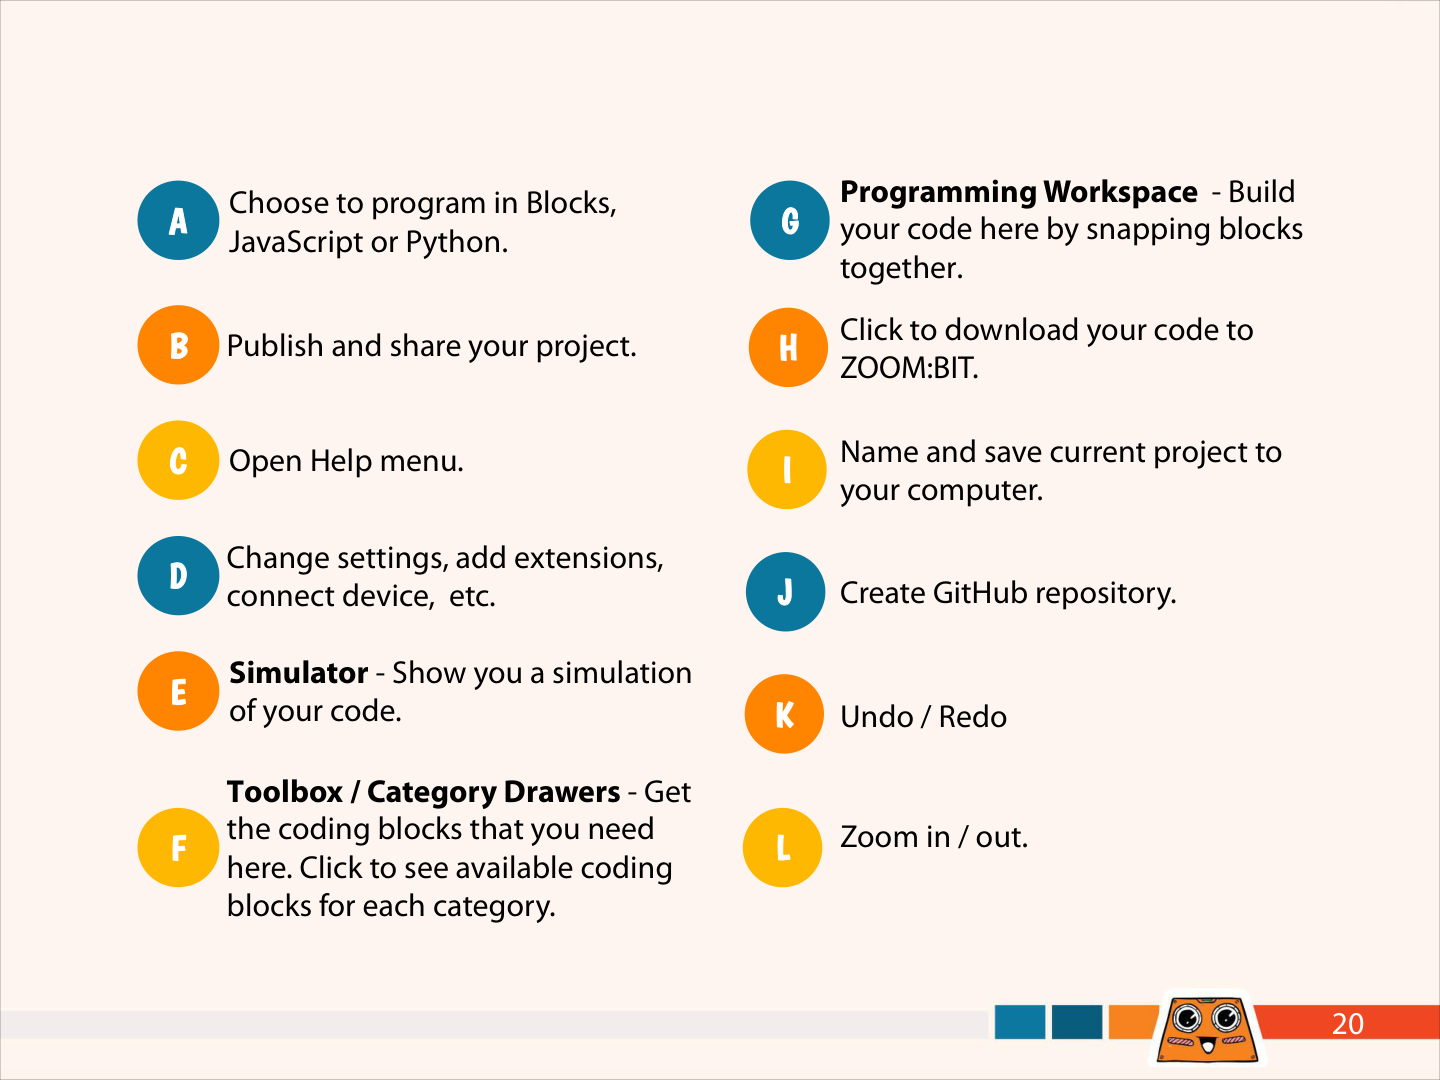 A
Choose to program in Blocks,
JavaScript or Python.
B
Publish and share your project.
C
Open Help menu.
D
Change settings, add extensions,
connect device,  etc.
E
Simulator - Show you a simulation
of your code.
F
Toolbox / Category Drawers - Get
the coding blocks that you need
here. Click to see available coding
blocks for each category.
G
Programming Workspace  - Build
your code here by snapping blocks
together.
H
Click to download your code to
ZOOM:BIT.
I
Name and save current project to
your computer.
J
Create GitHub repository.
K
Undo / Redo
L
Zoom in / out.
20